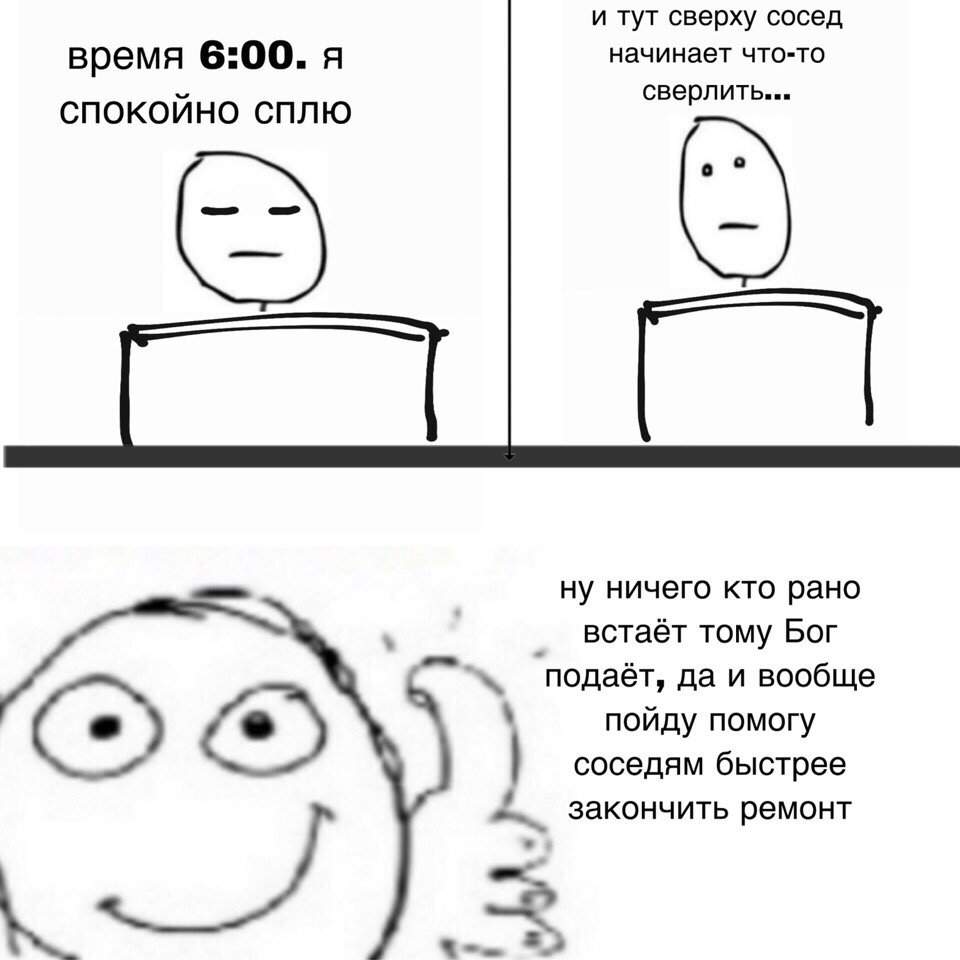 время 6:00. я
спокойно сплю
и тут сверху сосед
начинает что-то
сверлить...
ну ничего кто рано
встаёт тому Бог
подаёт, да и вообще
пойду помогу
соседям быстрее
закончить ремонт